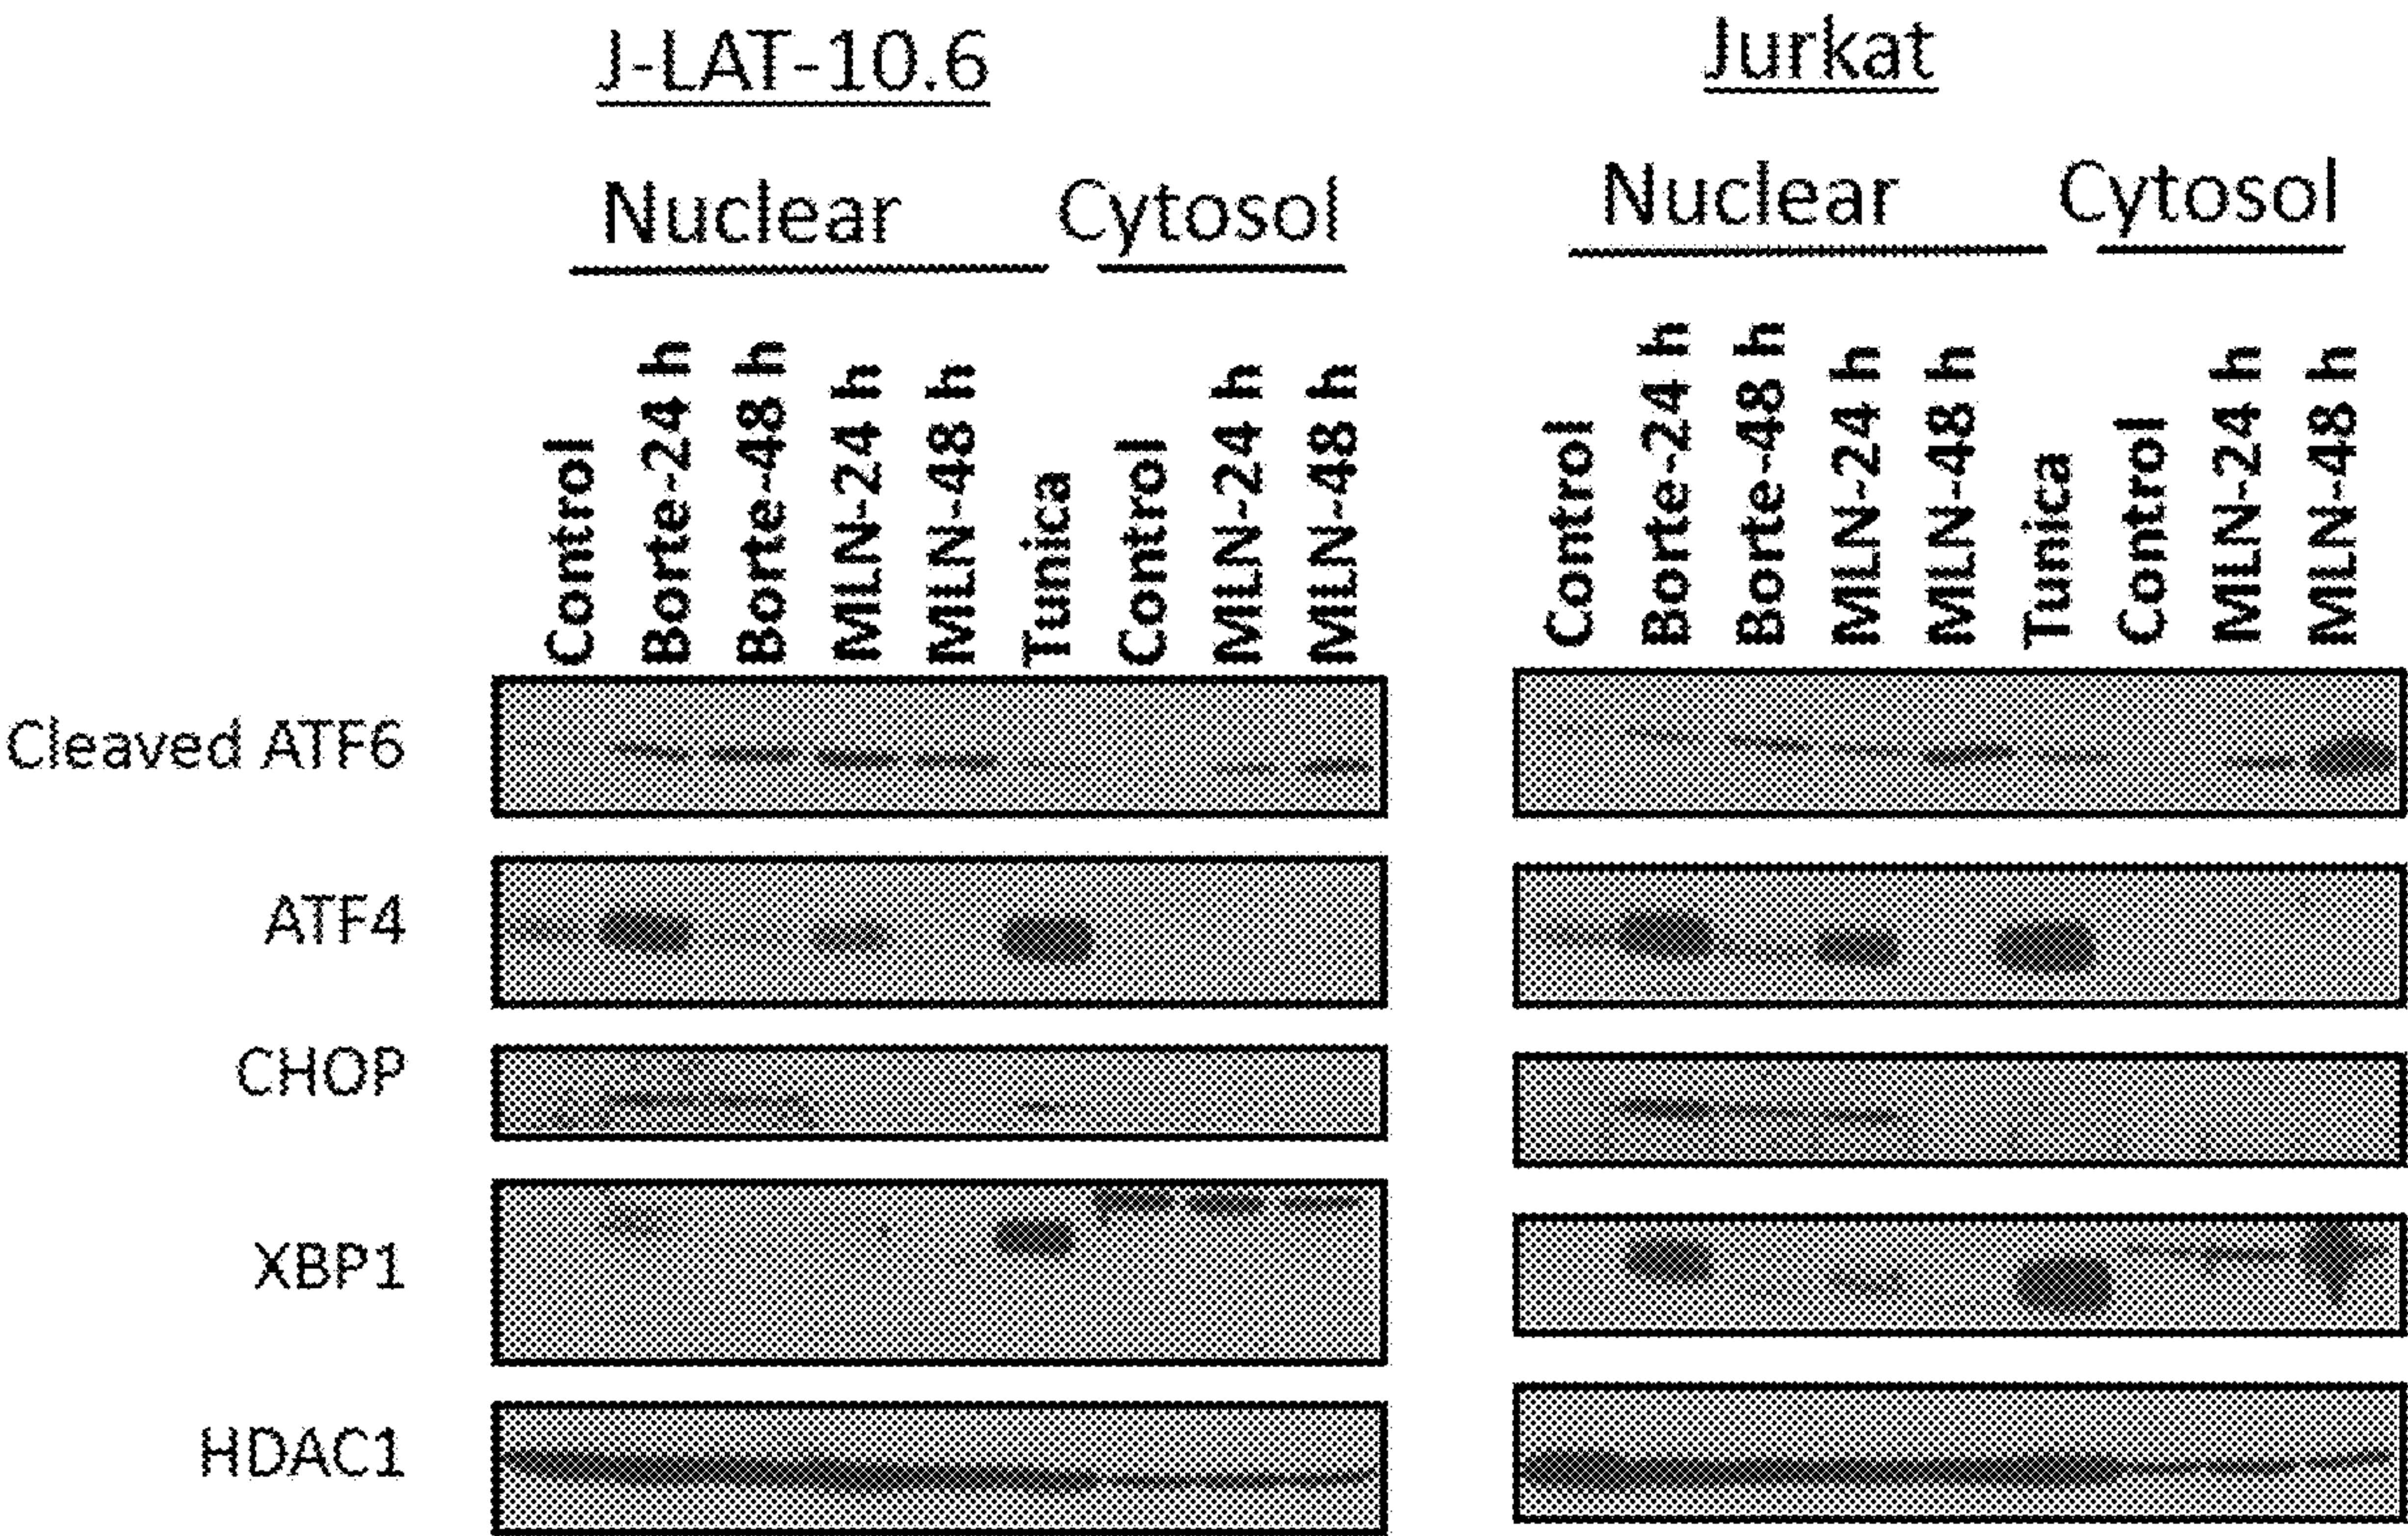 J-LAT-10.6 Jurkat
Nuclear Cytosol Nuclear Cytosol
Control Borte-24 h Borte-48 h MLN-24 h MLN-48 h Tunica Control MLN-24 h MLN-48 h Control Borte-24 h Borte-48 h MLN-24 h MLN-48 h Tunica Control MLN-24 h MLN-48 h
Cleaved ATF6
ATF4
CHOP
XBP1
HDAC1